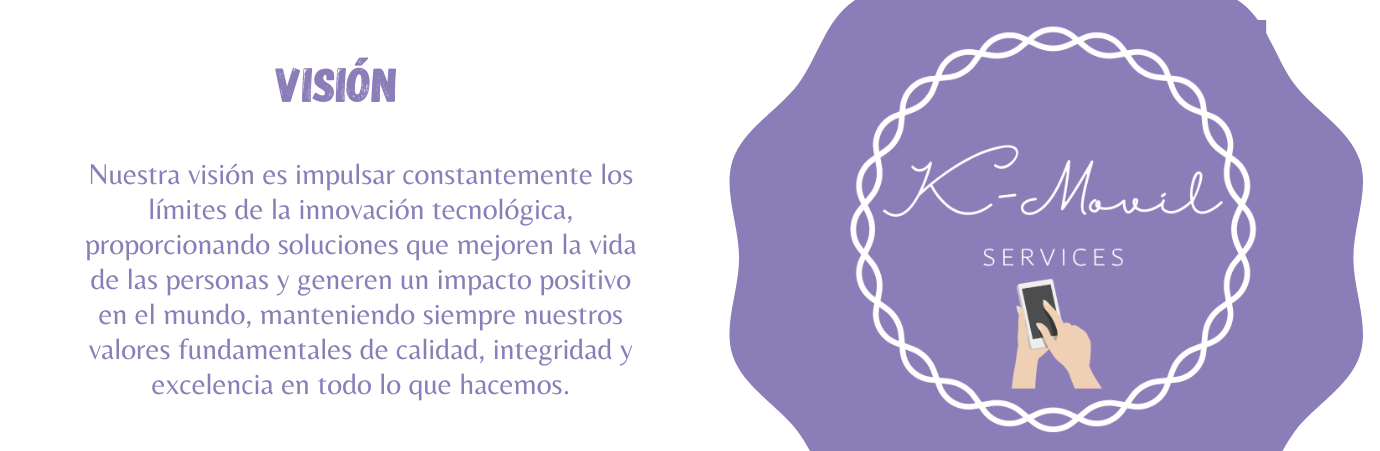 VISIÓN
Nuestra visión es impulsar constantemente los
límites de la innovación tecnológica,
proporcionando soluciones que mejoren la vida
de las personas y generen un impacto positivo
en el mundo, manteniendo siempre nuestros
valores fundamentales de calidad, integridad y
excelencia en todo lo que hacemos.
K-Movil
SERVICES